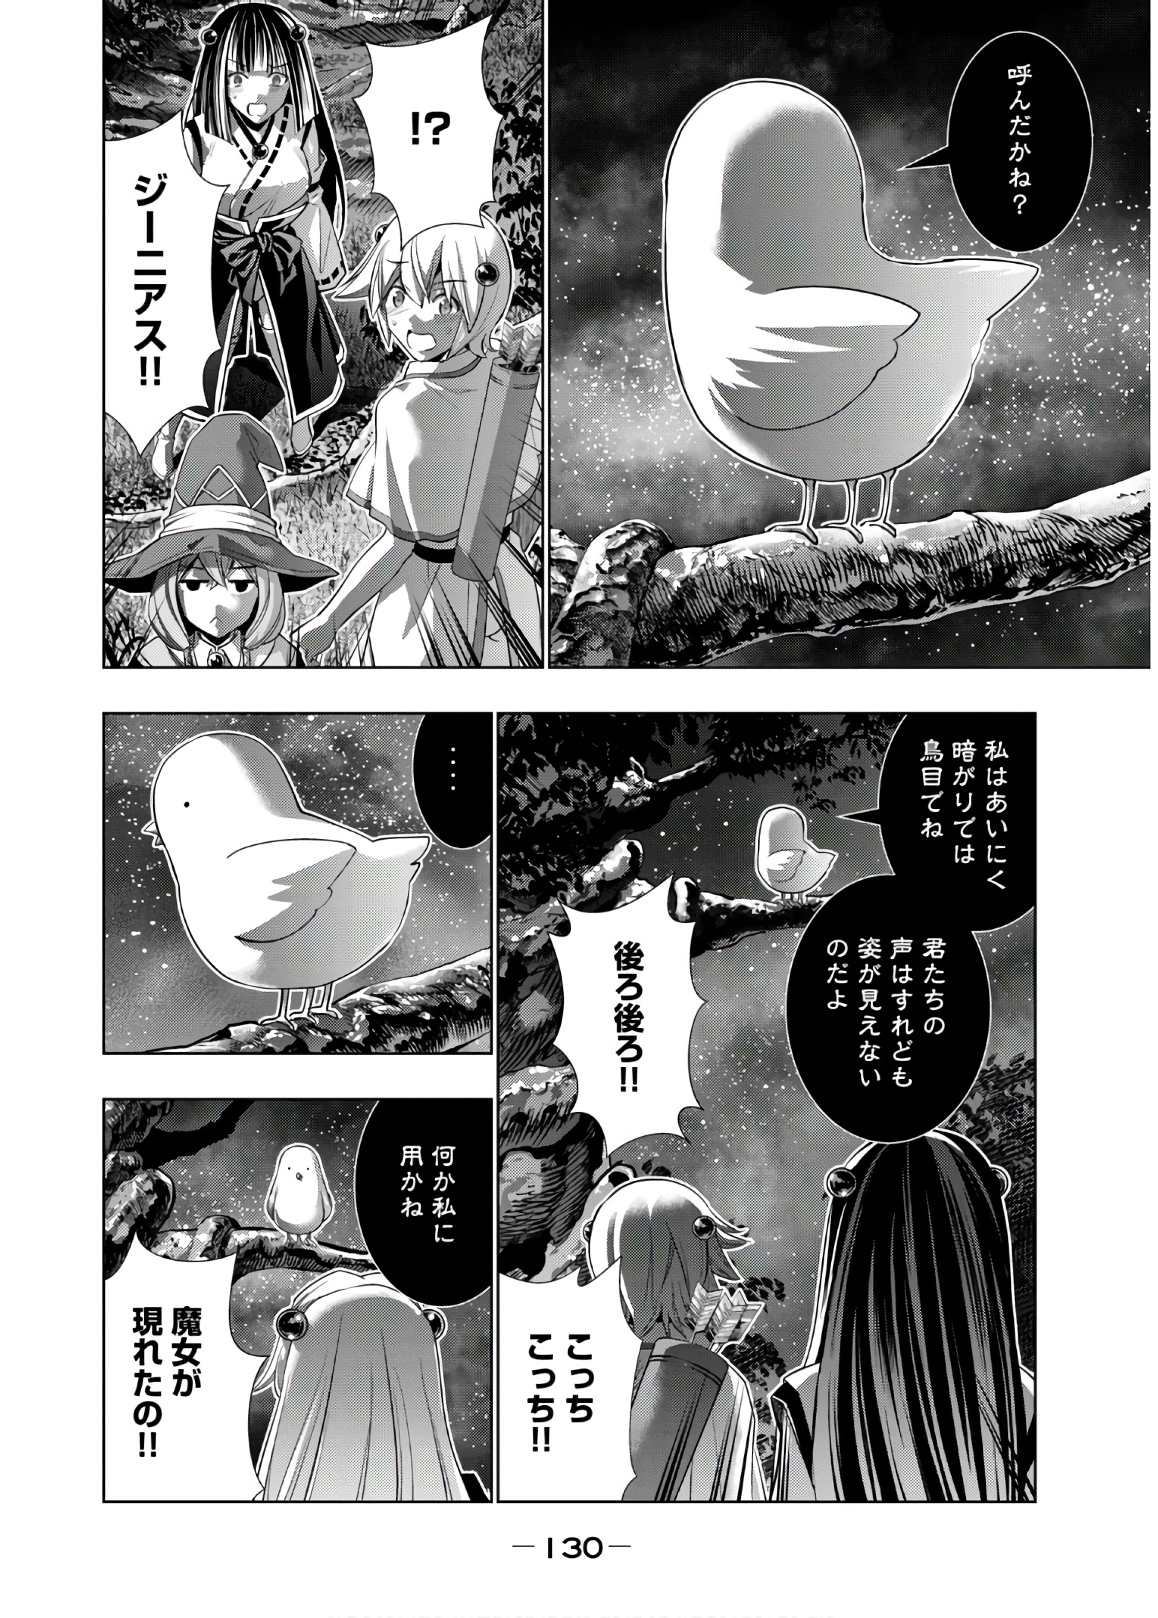 呼んだかね？
!?
ジーニアス!!
私はあいにく
暗がりでは
鳥目でね
君たちの
声はすれども
姿が見えない
のだよ
後ろ後ろ!!
こっち
こっち!!
‥‥
何か私に
用かね
魔女が
現れたの!!
—130—